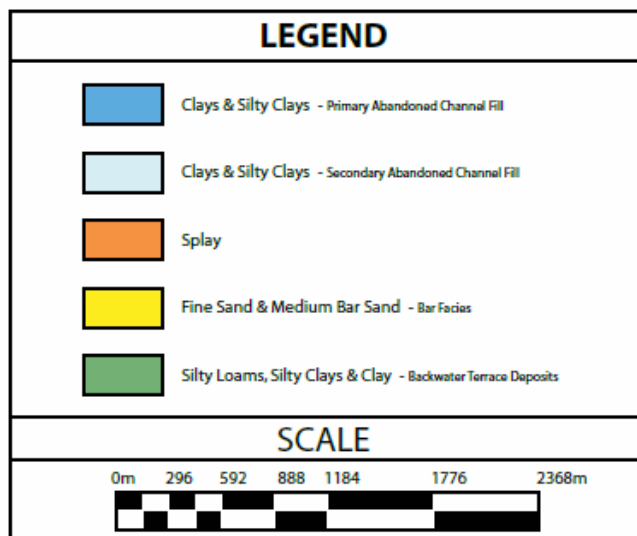 LEGEND
Clays & Silty Clays - Primary Abandoned Channel Fill
Clays & Silty Clays - Secondary Abandoned Channel Fill
Splay
Fine Sand & Medium Bar Sand - Bar Facies
Silty Loams, Silty Clays & Clay - Backwater Terrace Deposits
SCALE
0m 296 592 888 1184 1776 2368m